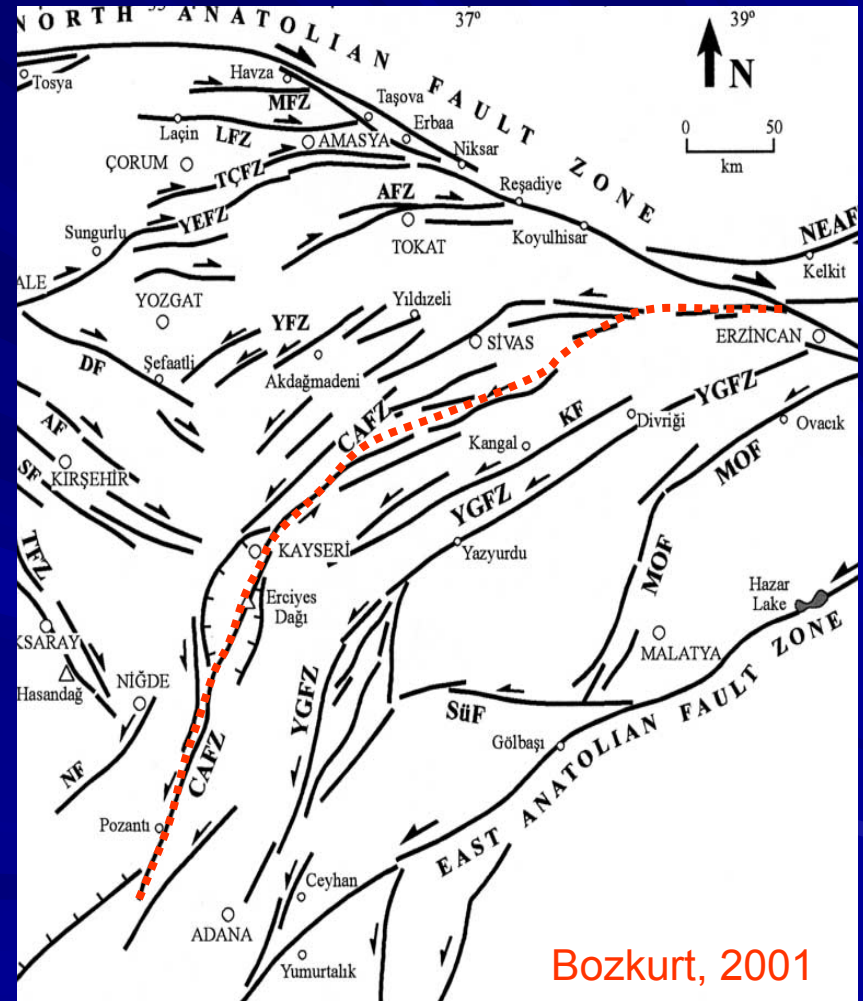 NORTH ANATOLIAN FAULT ZONE
37°
39°
N
0 50
km
Tosya
Havza
MFZ
Taşova
Erbaa
Laçin
LFZ
AMASYA
Niksar
ÇORUM
TÇFZ
AFZ
Reşadiye
YEFZ
Sungurlu
TOKAT
Koyulhisar
NEAF
Kelkit
ALE
YOZGAT
Yıldızeli
YFZ
SİVAS
ERZİNCAN
DF
Şefaatli
Akdağmadeni
CAFZ
KF
YGFZ
Divriği
Ovacık
AF
Kangal
MOF
KIRŞEHİR
SF
YGFZ
TFZ
KAYSERİ
Yazyurdu
MOF
Erciyes
Dağı
Hazar
Lake
KSARAY
MALATYA
Hasandağ
NİĞDE
YGFZ
SüF
Gölbaşı
NF
CAFZ
EAST ANATOLIAN FAULT ZONE
Pozantı
Ceyhan
ADANA
Yumurtalık
Bozkurt, 2001